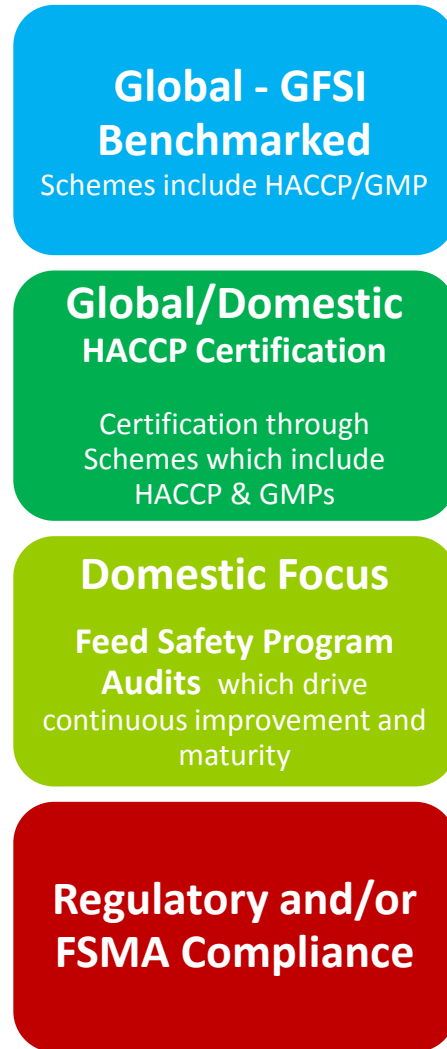 Global - GFSI
Benchmarked
Schemes include HACCP/GMP
Global/Domestic
HACCP Certification
Certification through
Schemes which include
HACCP & GMPs
Domestic Focus
Feed Safety Program
Audits which drive
continuous improvement and
maturity
Regulatory and/or
FSMA Compliance